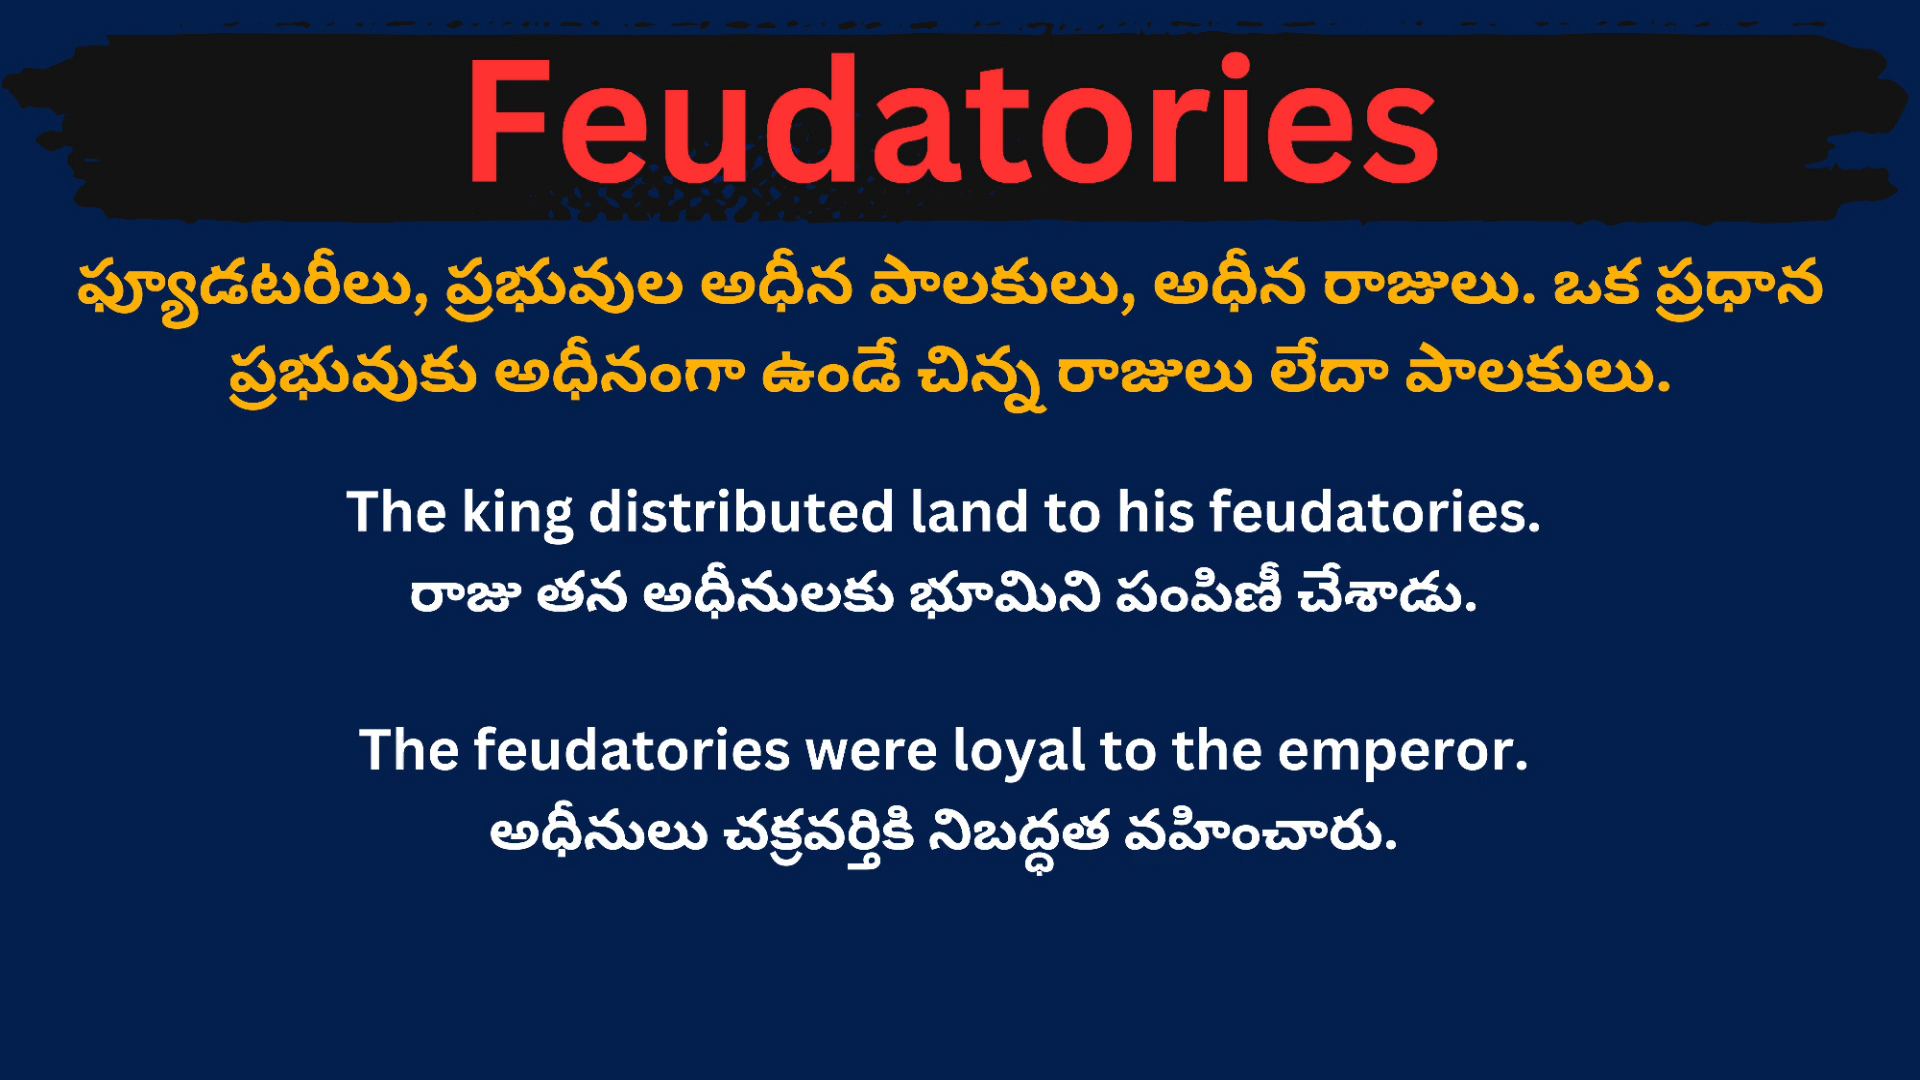 Feudatories
ఫ్యూడటరీలు, ప్రభువుల అధీన పాలకులు, అధీన రాజులు. ఒక ప్రధాన
ప్రభువుకు అధీనంగా ఉండే చిన్న రాజులు లేదా పాలకులు.
The king distributed land to his feudatories.
రాజు తన అధీనులకు భూమిని పంపిణీ చేశాడు.
The feudatories were loyal to the emperor.
అధీనులు చక్రవర్తికి నిబద్ధత వహించారు.